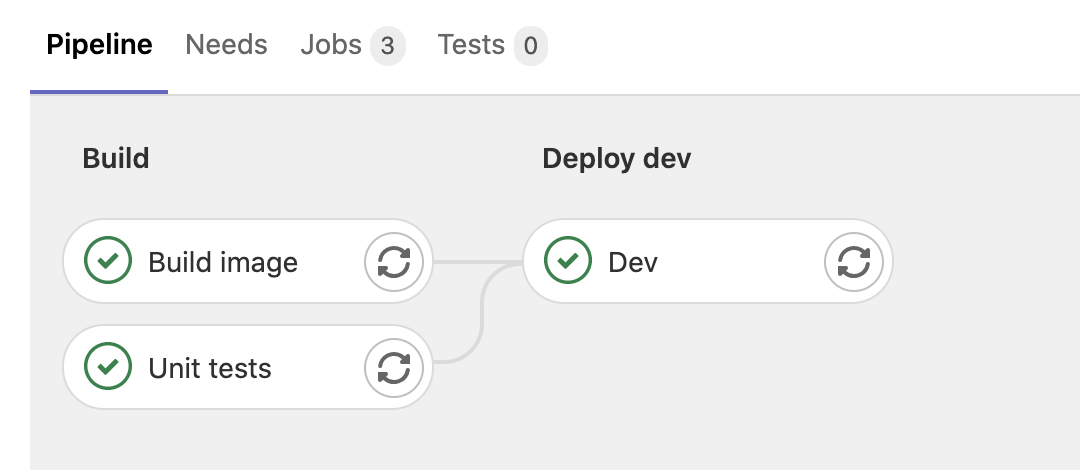 Pipeline Needs Jobs 3 Tests 0
Build Deploy dev
Build image Dev
Unit tests